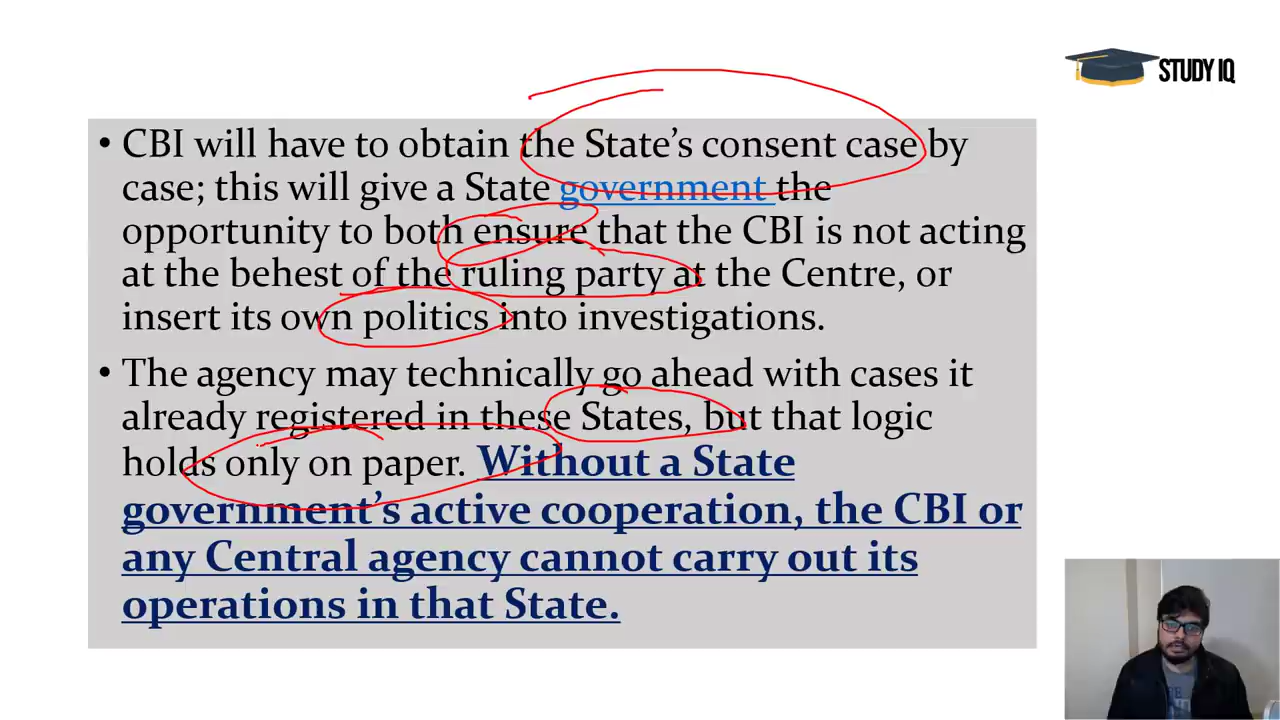 STUDY IQ
• CBI will have to obtain the State’s consent case by
case; this will give a State government the
opportunity to both ensure that the CBI is not acting
at the behest of the ruling party at the Centre, or
insert its own politics into investigations.
• The agency may technically go ahead with cases it
already registered in these States, but that logic
holds only on paper. Without a State
government’s active cooperation, the CBI or
any Central agency cannot carry out its
operations in that State.